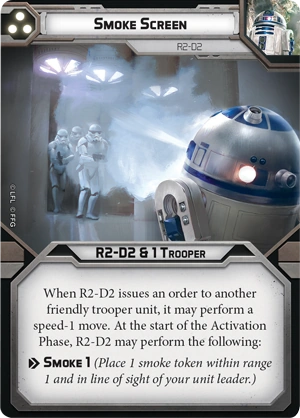 Smoke Screen
R2-D2
© LFL © FFG
R2-D2 & 1 Trooper
When R2-D2 issues an order to another
friendly trooper unit, it may perform a
speed-1 move. At the start of the Activation
Phase, R2-D2 may perform the following:
Smoke 1 (Place 1 smoke token within range
1 and in line of sight of your unit leader.)